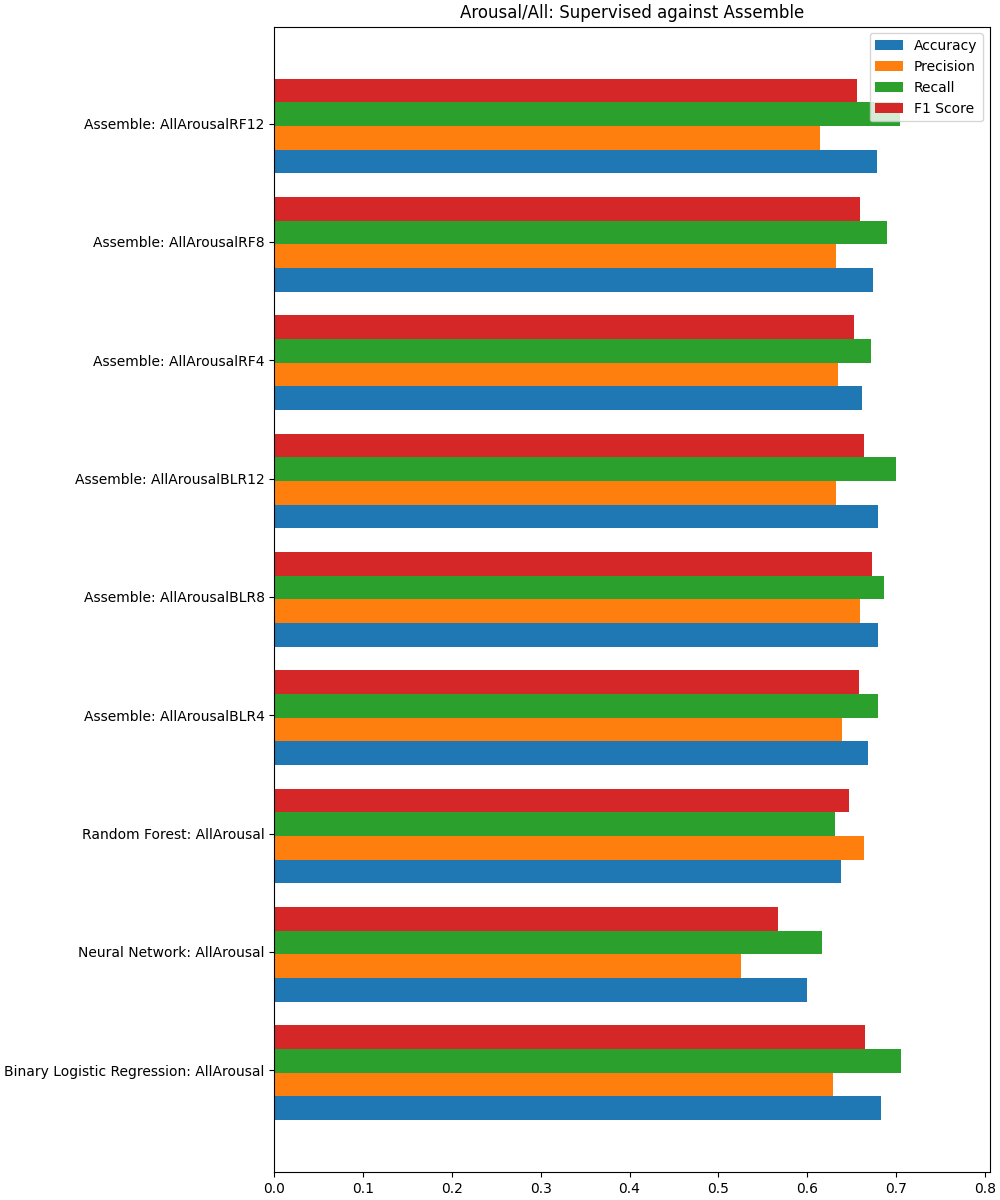 Arousal/All: Supervised against Assemble
Accuracy
Precision
Recall
F1 Score
Assemble: AllArousalRF12
Assemble: AllArousalRF8
Assemble: AllArousalRF4
Assemble: AllArousalBLR12
Assemble: AllArousalBLR8
Assemble: AllArousalBLR4
Random Forest: AllArousal
Neural Network: AllArousal
Binary Logistic Regression: AllArousal
0.0 0.1 0.2 0.3 0.4 0.5 0.6 0.7 0.8